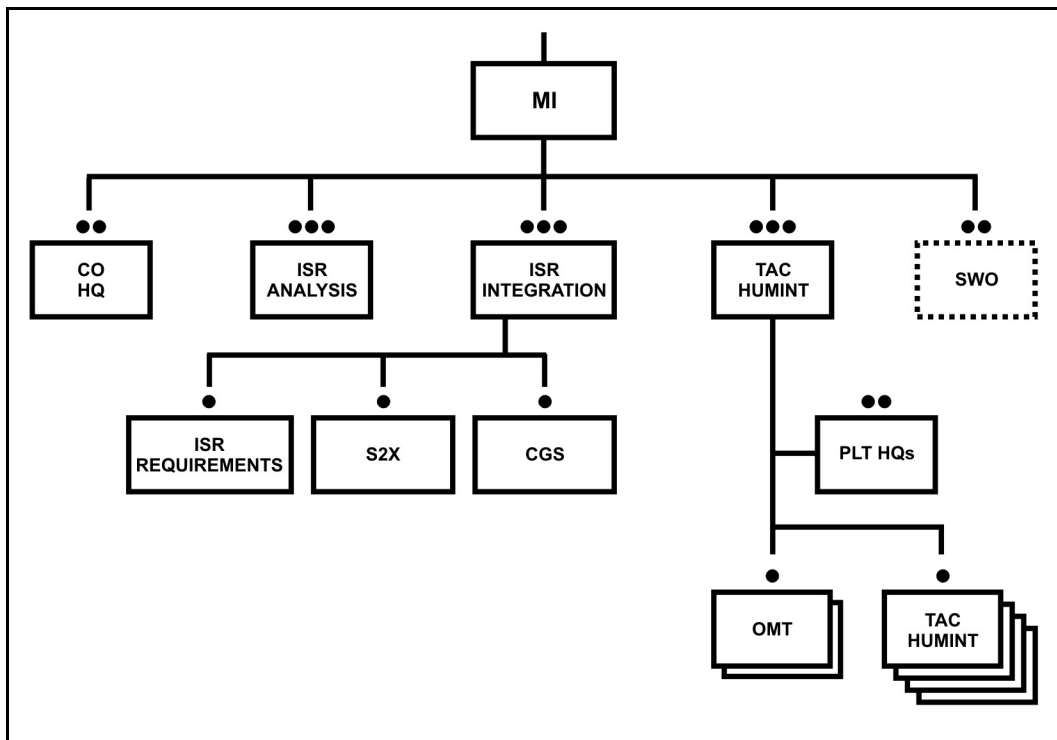 MI
CO
HQ
ISR
ANALYSIS
ISR
INTEGRATION
TAC
HUMINT
SWO
ISR
REQUIREMENTS
S2X
CGS
PLT HQs
OMT
TAC
HUMINT